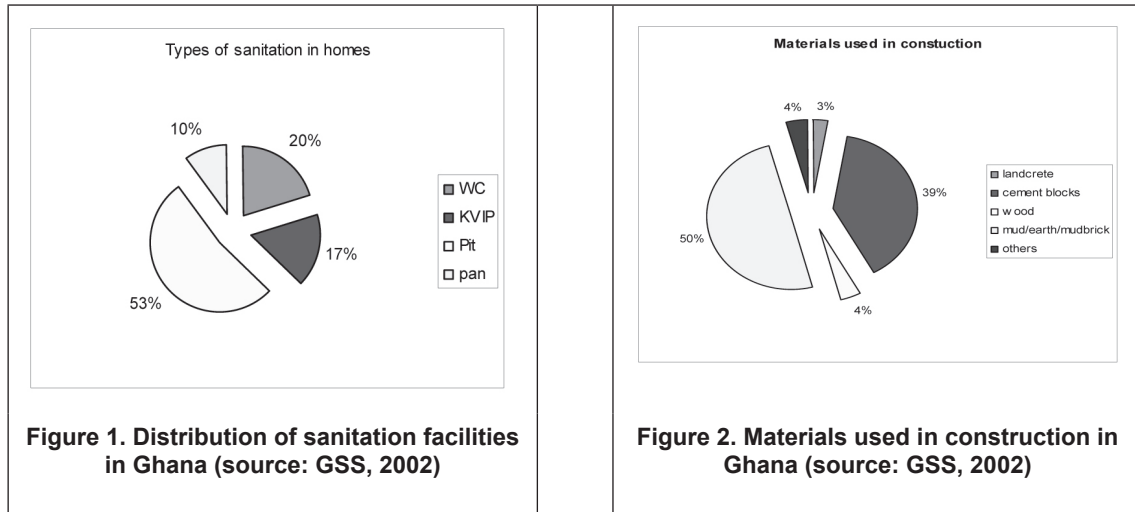 Types of sanitation in homes
10%
20%
17%
53%
WC
KVIP
Pit
pan
Figure 1. Distribution of sanitation facilities
in Ghana (source: GSS, 2002)
Materials used in constuction
4%
3%
39%
50%
4%
landcrete
cement blocks
wood
mud/earth/mudbrick
others
Figure 2. Materials used in construction in
Ghana (source: GSS, 2002)